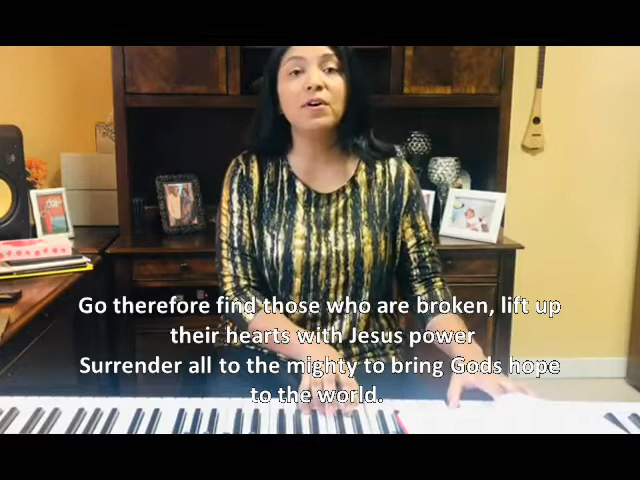 Go therefore find those who are broken, lift up
their hearts with Jesus power
Surrender all to the mighty to bring Gods hope
to the world.